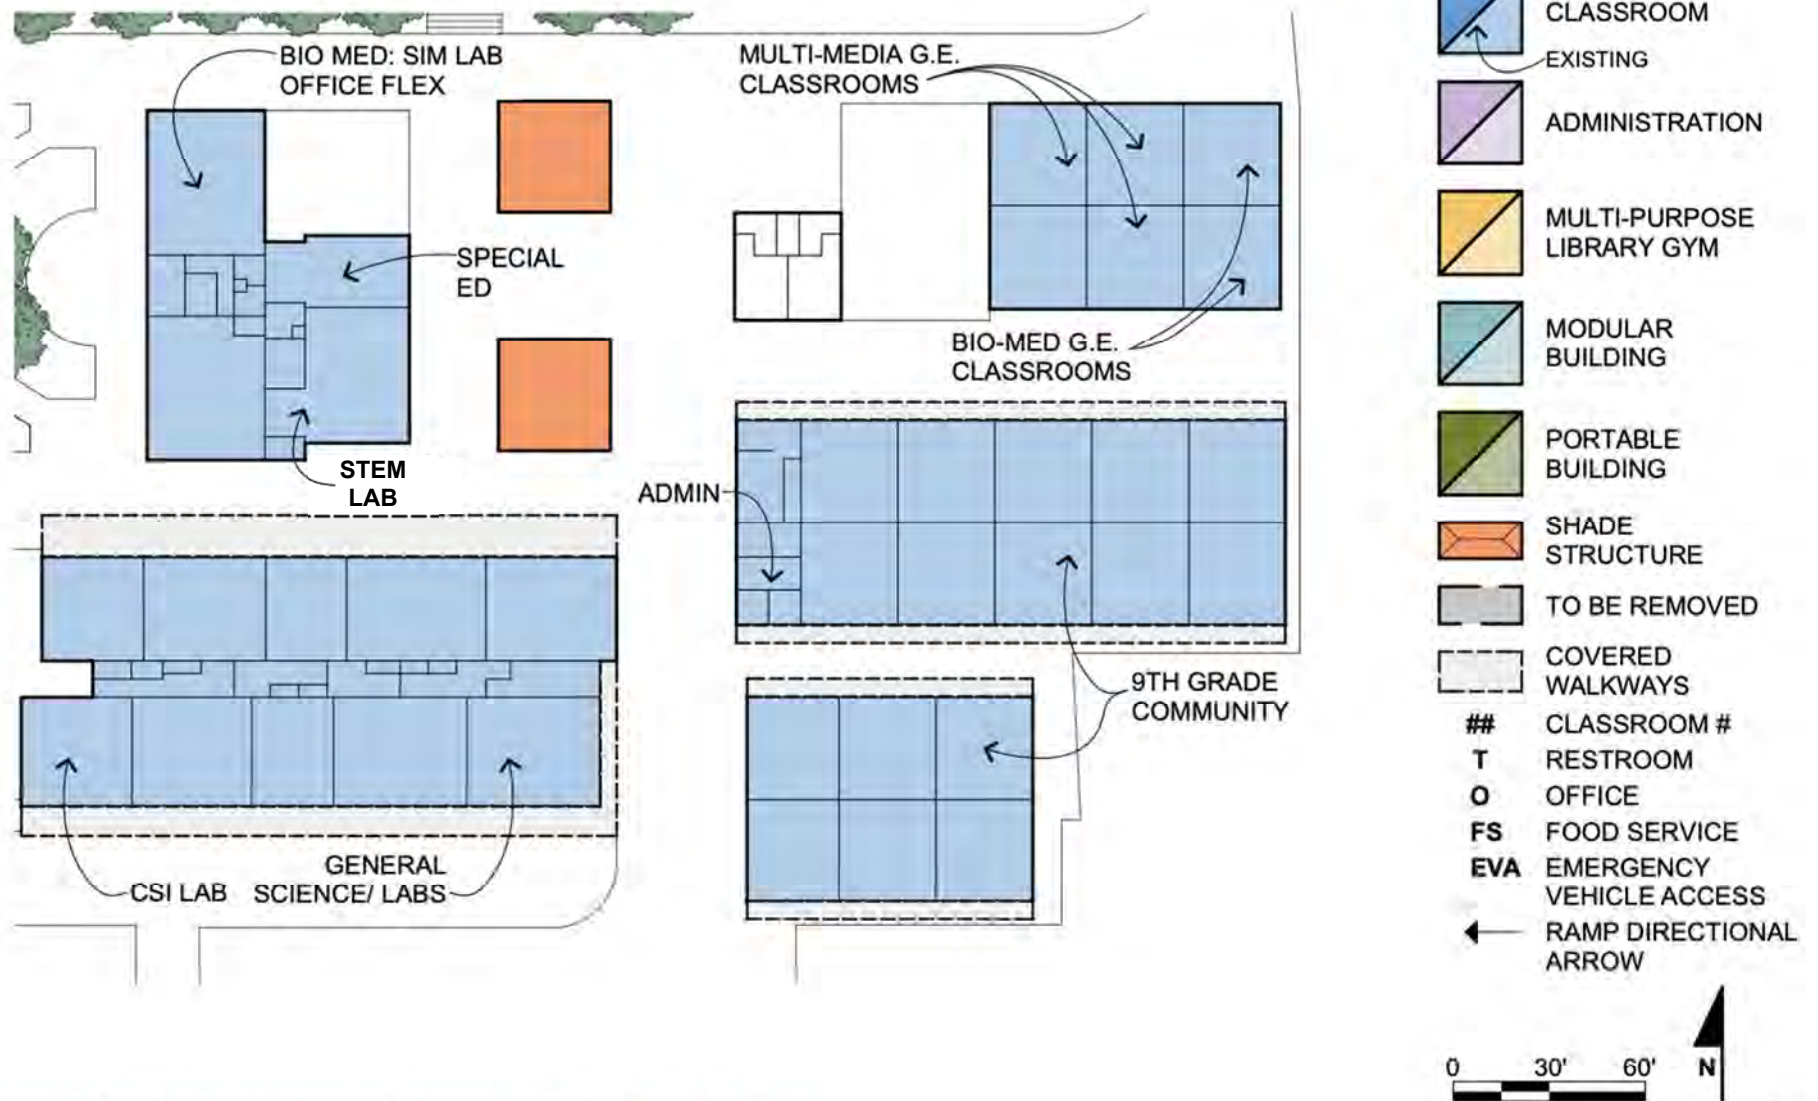 BIO MED: SIM LAB
OFFICE FLEX
MULTI-MEDIA G.E.
CLASSROOMS
SPECIAL
ED
BIO-MED G.E.
CLASSROOMS
STEM
LAB
ADMIN
9TH GRADE
COMMUNITY
CSI LAB
GENERAL
SCIENCE/ LABS
CLASSROOM
EXISTING
ADMINISTRATION
MULTI-PURPOSE
LIBRARY GYM
MODULAR
BUILDING
PORTABLE
BUILDING
SHADE
STRUCTURE
TO BE REMOVED
COVERED
WALKWAYS
## CLASSROOM #
T RESTROOM
O OFFICE
FS FOOD SERVICE
EVA EMERGENCY
VEHICLE ACCESS
RAMP DIRECTIONAL
ARROW
0 30' 60' N